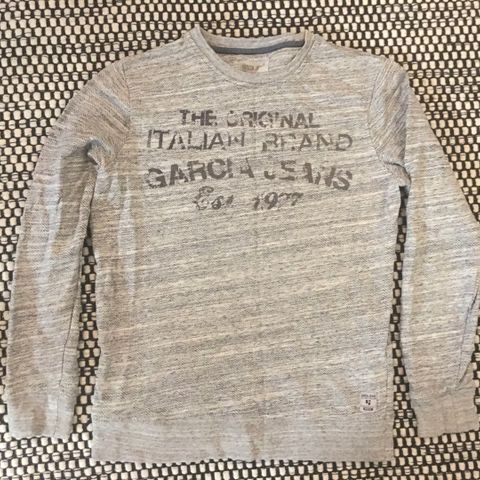 THE ORIGINAL
ITALIAN BRAND
GARCIA JEANS
Est 1977